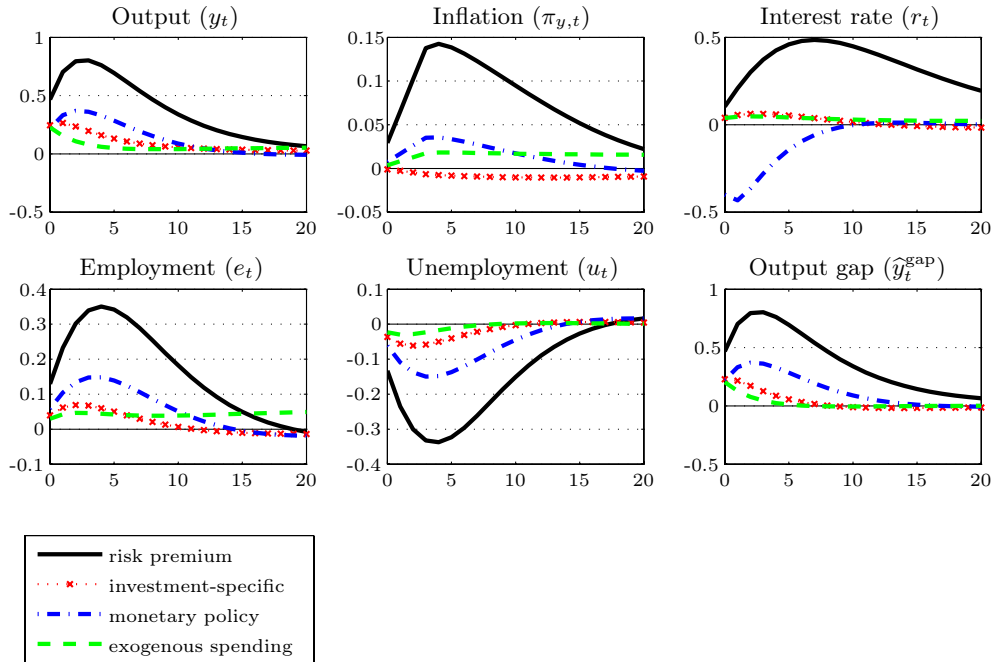 Output (y_t)
Inflation (π_{y,t})
Interest rate (r_t)
1
0.5
0
-0.5
0 5 10 15 20
0.15
0.1
0.05
0
-0.05
0 5 10 15 20
0.5
0
-0.5
0 5 10 15 20
Employment (e_t)
Unemployment (u_t)
Output gap (ŷ_t^gap)
0.4
0.3
0.2
0.1
0
-0.1
0 5 10 15 20
0.1
0
-0.1
-0.2
-0.3
-0.4
0 5 10 15 20
1
0.5
0
-0.5
0 5 10 15 20
risk premium
investment-specific
monetary policy
exogenous spending